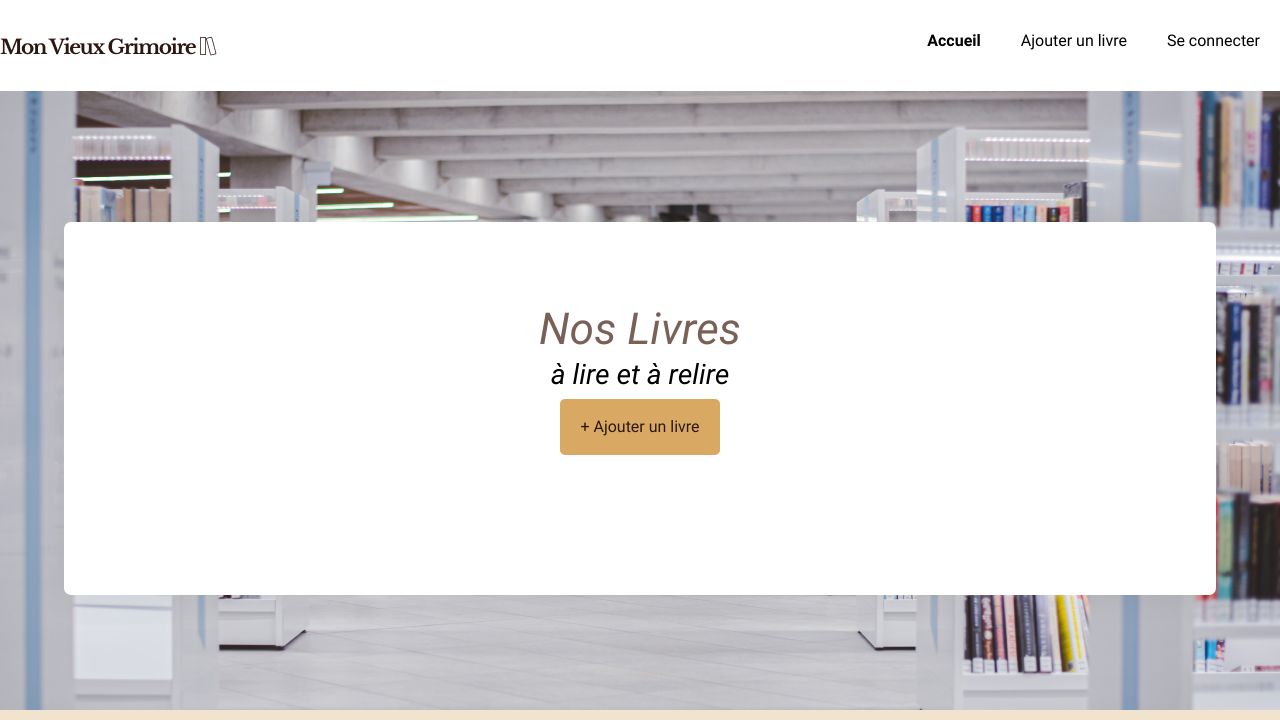 Mon Vieux Grimoire
Accueil
Ajouter un livre
Se connecter
Nos Livres
à lire et à relire
+ Ajouter un livre